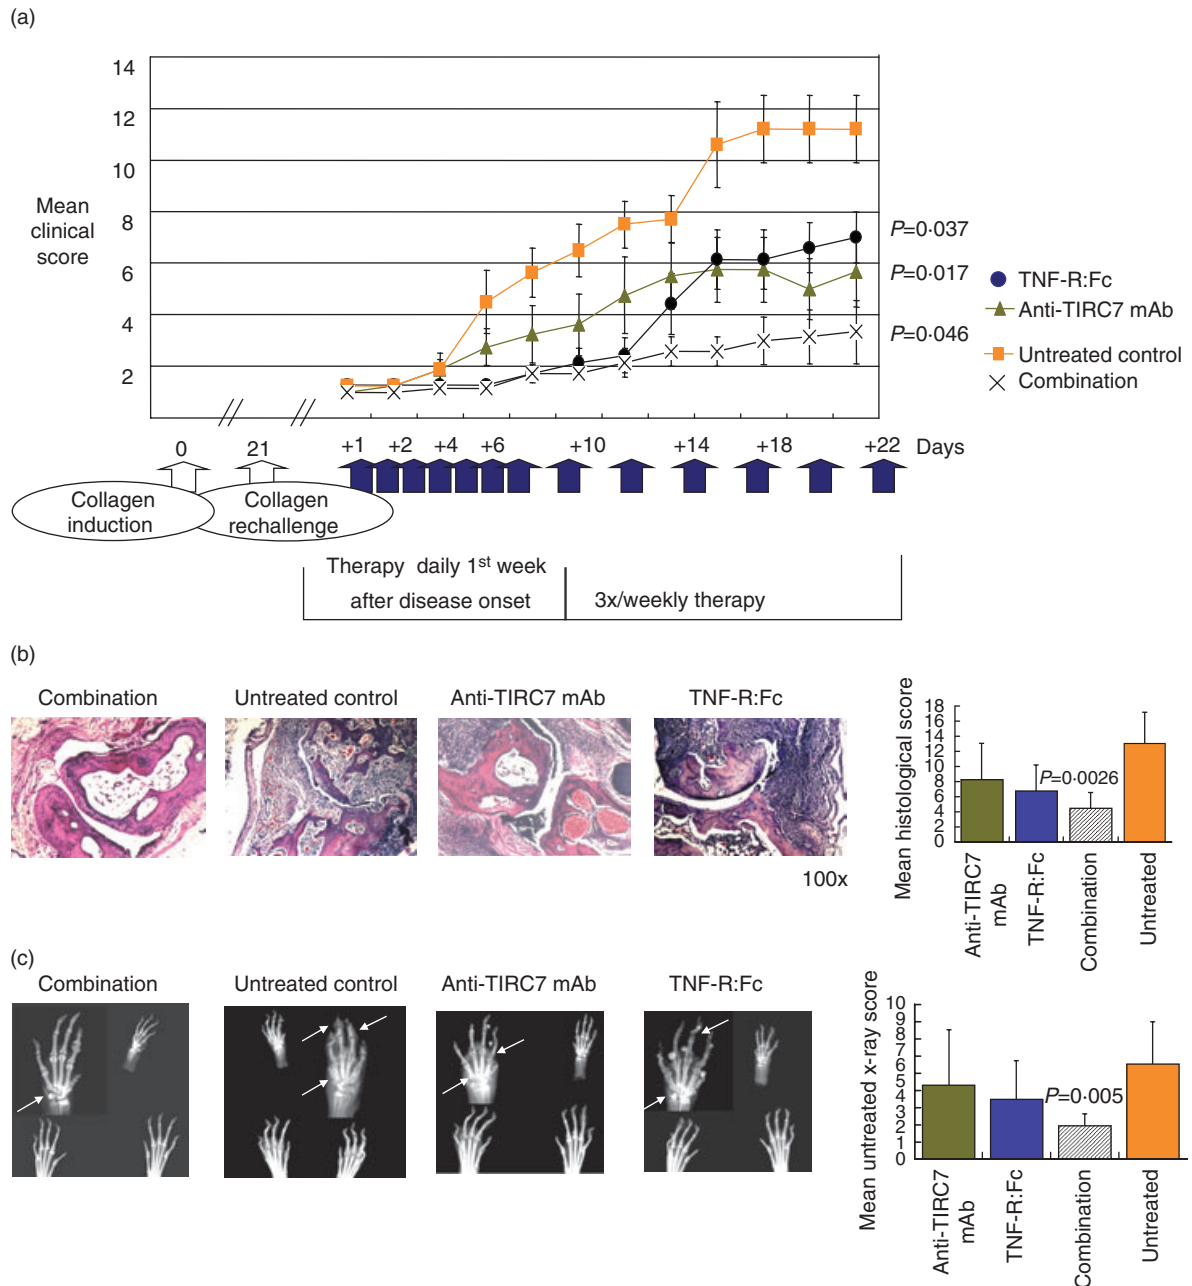 (a)
14
12
10
8
6
4
2
Mean
clinical
score
P=0·037
P=0·017
P=0·046
TNF-R:Fc
Anti-TIRC7 mAb
Untreated control
Combination
0
21
+1
+2
+4
+6
+10
+14
+18
+22
Days
Collagen
induction
Collagen
rechallenge
Therapy daily 1st week
after disease onset
3x/weekly therapy
(b)
Combination
Untreated control
Anti-TIRC7 mAb
TNF-R:Fc
100x
Mean histological score
18
16
14
12
10
8
6
4
2
0
P=0·0026
Anti-TIRC7
mAb
TNF-R:Fc
Combination
Untreated
(c)
Combination
Untreated control
Anti-TIRC7 mAb
TNF-R:Fc
Mean untreated x-ray score
10
9
8
7
6
5
4
3
2
1
0
P=0·005
Anti-TIRC7
mAb
TNF-R:Fc
Combination
Untreated